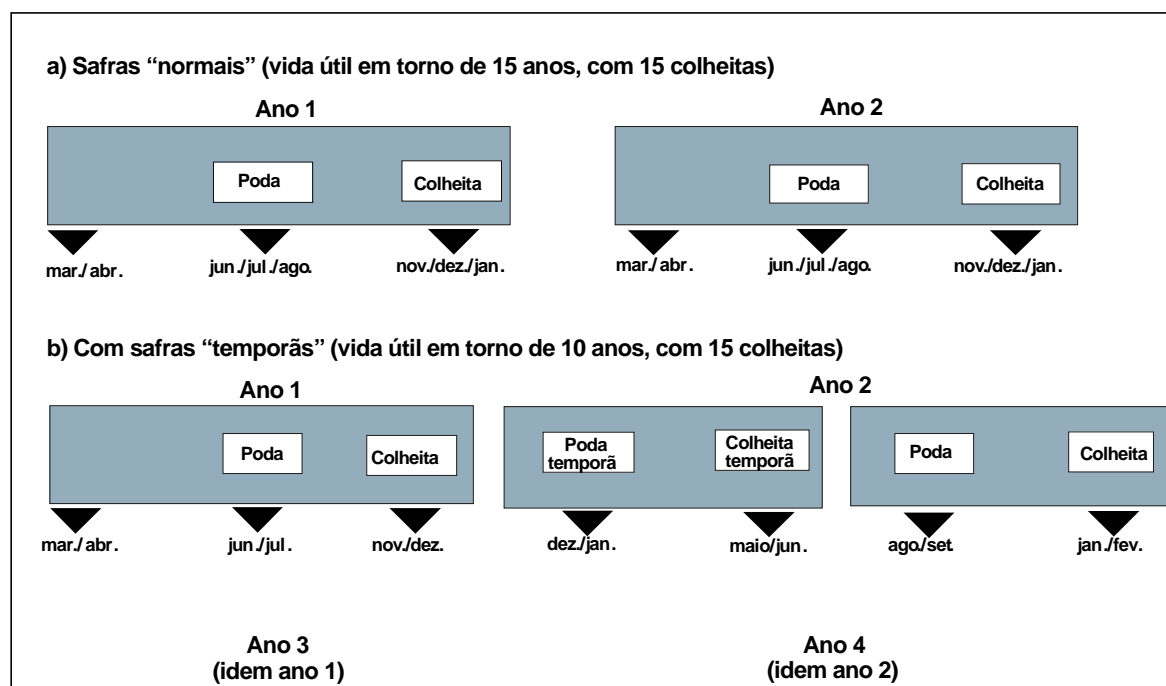 a) Safras “normais” (vida útil em torno de 15 anos, com 15 colheitas)
Ano 1
Ano 2
Poda
Colheita
Poda
Colheita
mar./abr.
jun./jul./ago.
nov./dez./jan.
mar./abr.
jun./jul./ago.
nov./dez./jan.
b) Com safras “temporãs” (vida útil em torno de 10 anos, com 15 colheitas)
Ano 1
Ano 2
Poda
Colheita
Poda
temporã
Colheita
temporã
Poda
Colheita
mar./abr.
jun./jul.
nov./dez.
dez./jan.
maio/jun.
ago./set.
jan./fev.
Ano 3
(idem ano 1)
Ano 4
(idem ano 2)